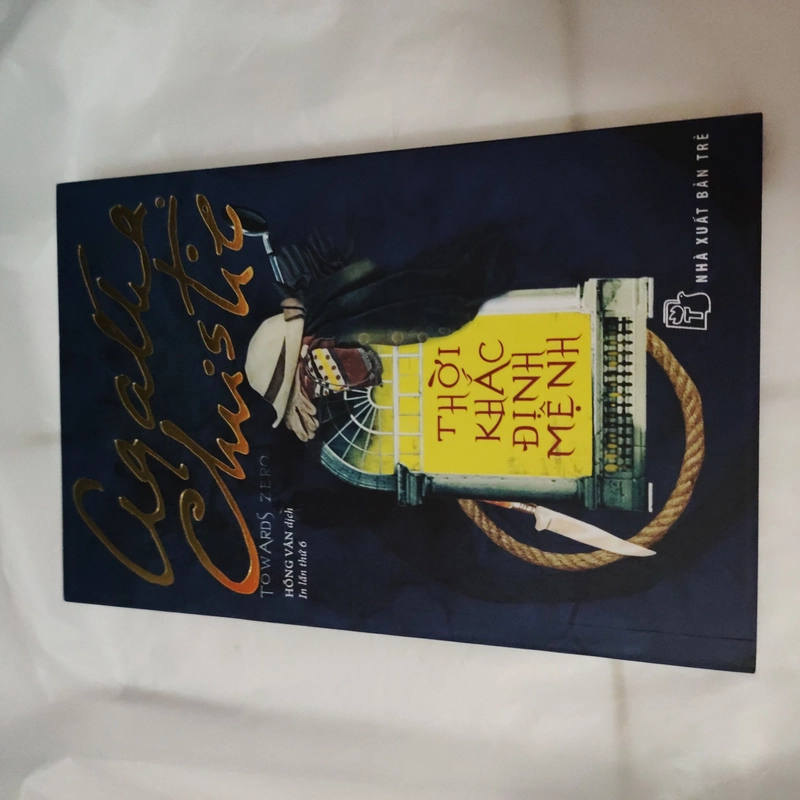 Agatha
Christie
TOWARDS ZERO
HỒNG VÂN dịch
In lần thứ 6
THỜI
KHẮC
ĐỊNH
MỆNH
NHÀ XUẤT BẢN TRẺ